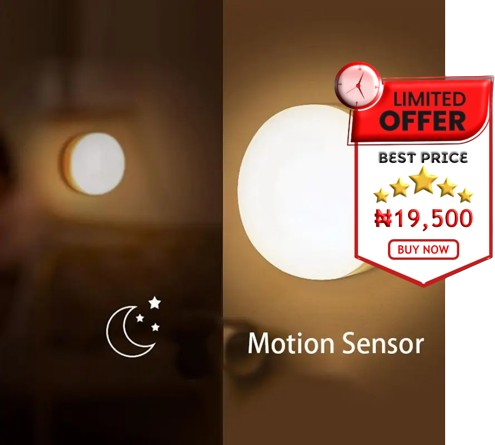 LIMITED
OFFER
BEST PRICE
₦19,500
BUY NOW
Motion Sensor